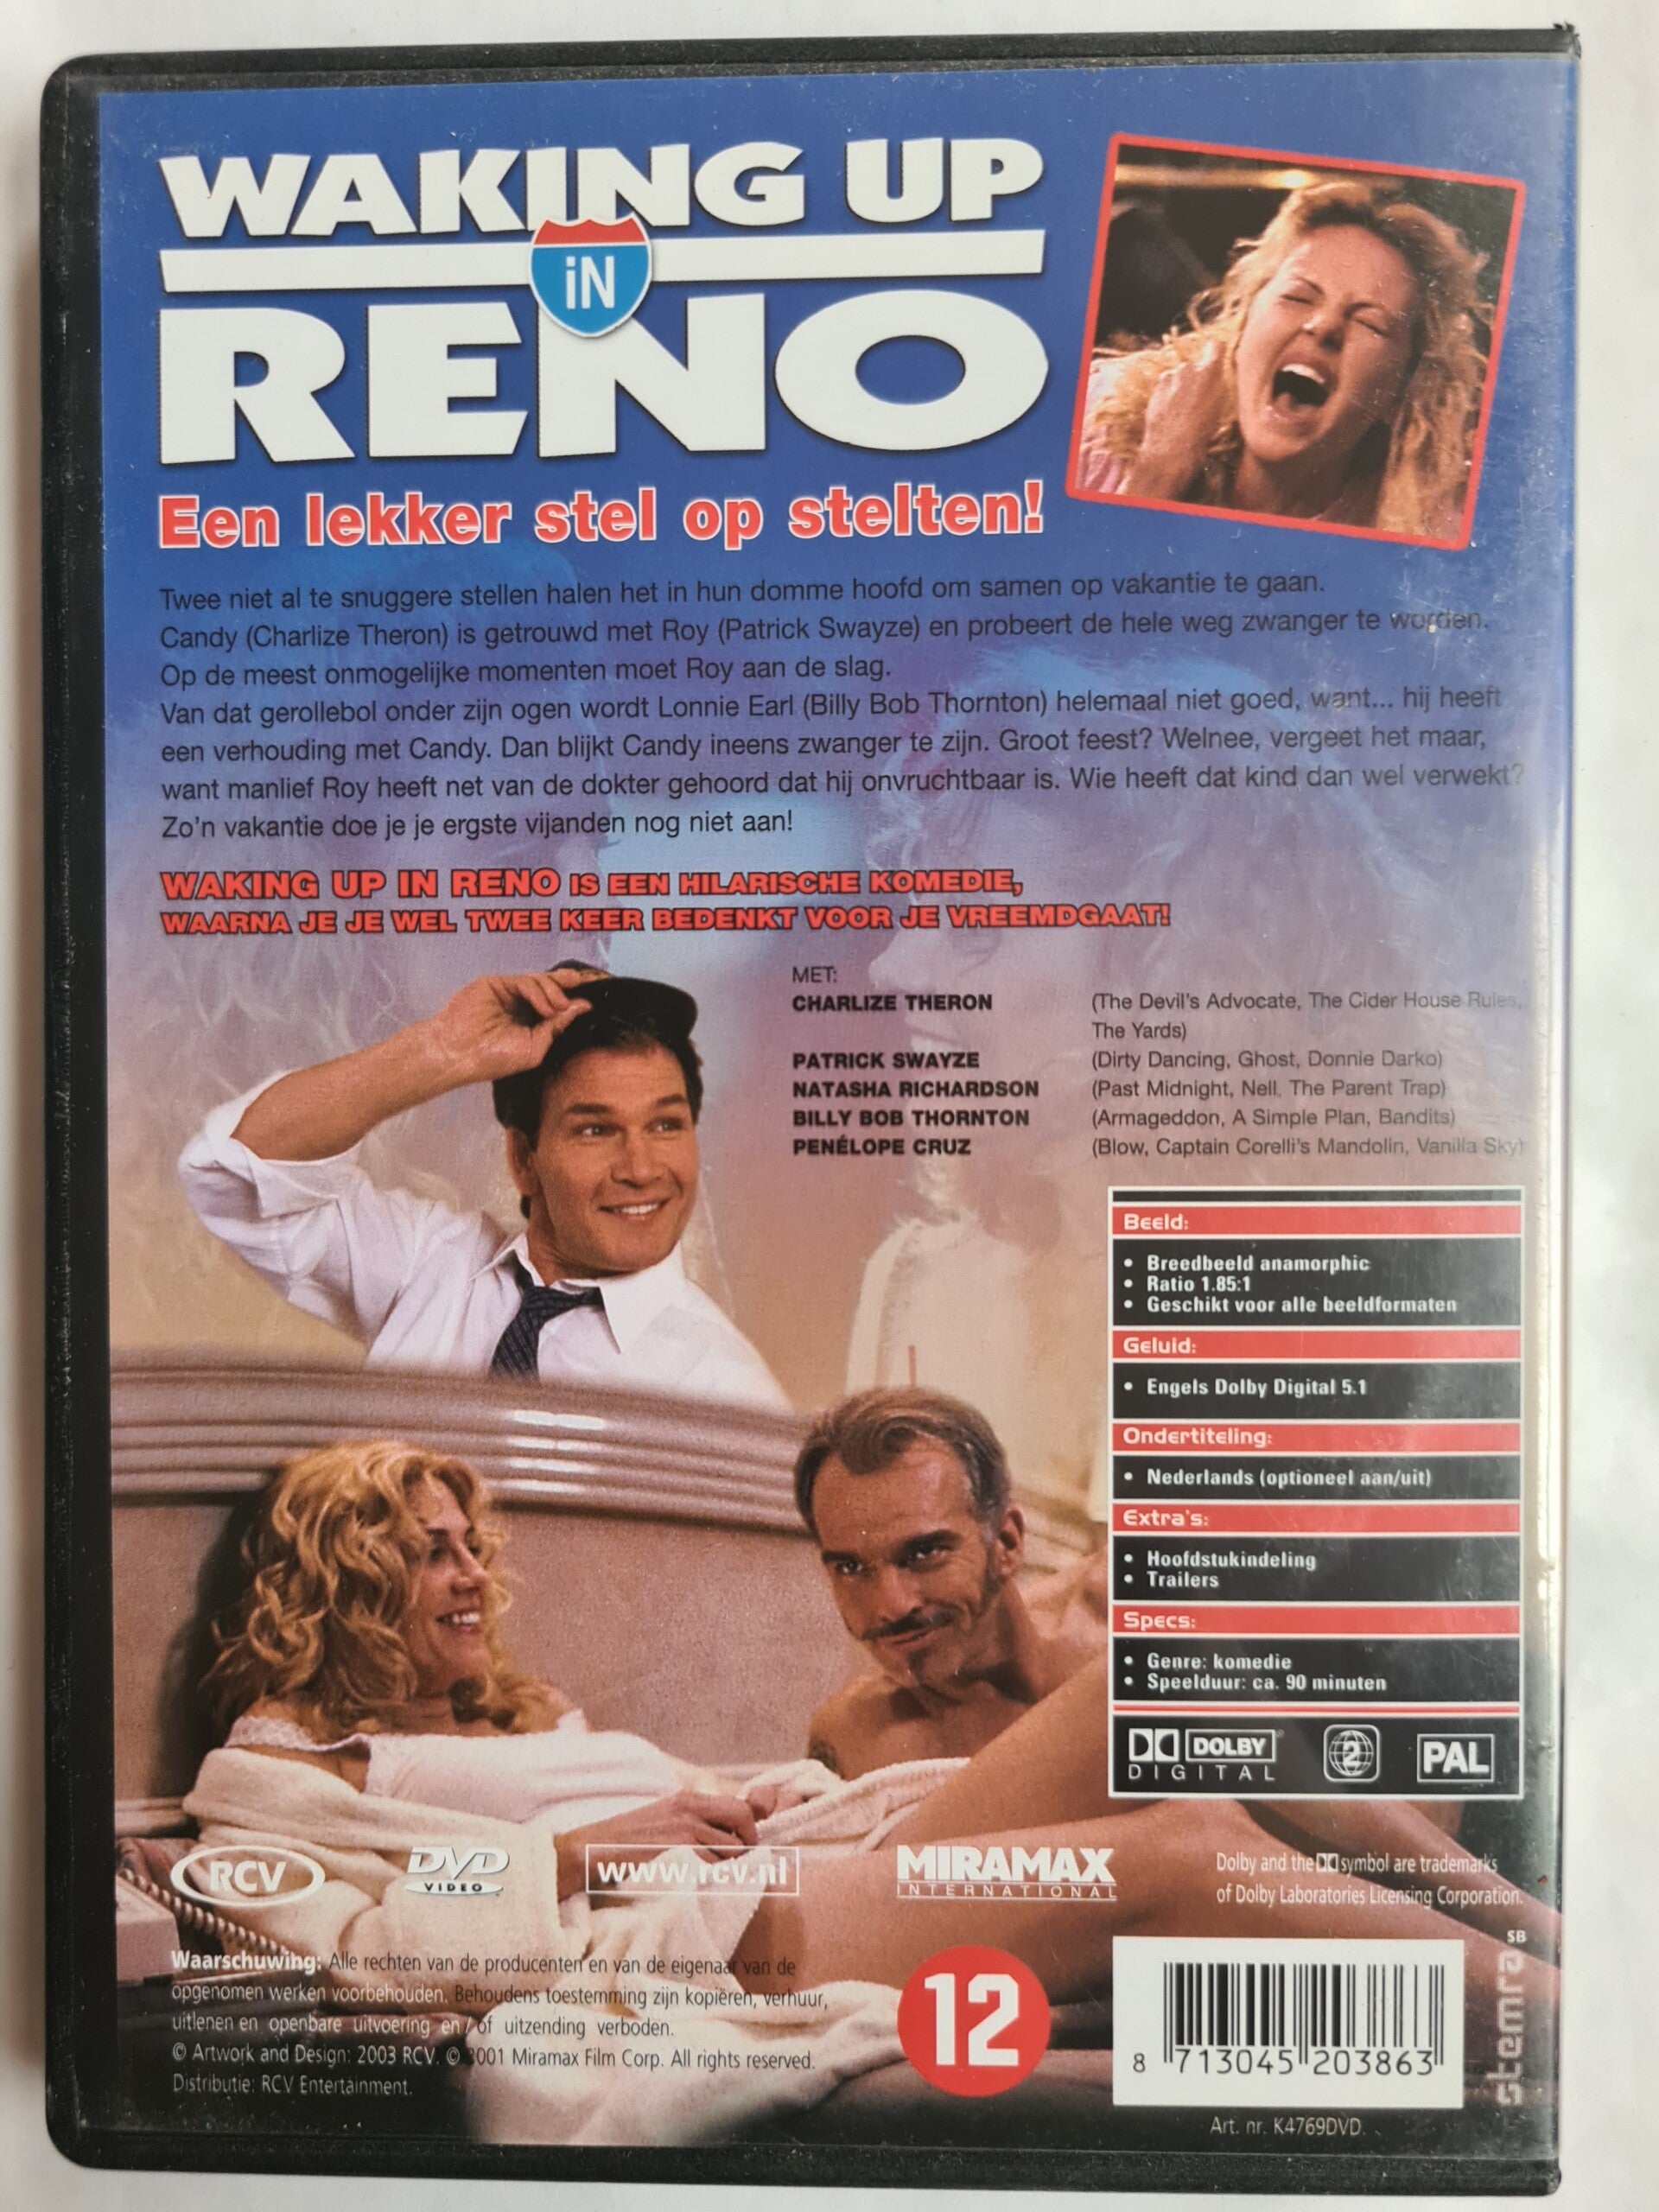 WAKING UP
iN
RENO
Een lekker stel op stelten!
Twee niet al te snuggere stellen halen het in hun domme hoofd om samen op vakantie te gaan.
Candy (Charlize Theron) is getrouwd met Roy (Patrick Swayze) en probeert de hele weg zwanger te worden.
Op de meest onmogelijke momenten moet Roy aan de slag.
Van dat gerollebol onder zijn ogen wordt Lonnie Earl (Billy Bob Thornton) helemaal niet goed, want... hij heeft
een verhouding met Candy. Dan blijkt Candy ineens zwanger te zijn. Groot feest? Welnee, vergeet het maar,
want manlief Roy heeft net van de dokter gehoord dat hij onvruchtbaar is. Wie heeft dat kind dan wel verwekt?
Zo'n vakantie doe je je ergste vijanden nog niet aan!
WAKING UP IN RENO IS EEN HILARISCHE KOMEDIE,
WAARNA JE JE WEL TWEE KEER BEDENKT VOOR JE VREEMDGAAT!
MET:
CHARLIZE THERON (The Devil's Advocate, The Cider House Rules,
The Yards)
PATRICK SWAYZE (Dirty Dancing, Ghost, Donnie Darko)
NATASHA RICHARDSON (Past Midnight, Nell, The Parent Trap)
BILLY BOB THORNTON (Armageddon, A Simple Plan, Bandits)
PENÉLOPE CRUZ (Blow, Captain Corelli's Mandolin, Vanilla Sky)
Beeld:
• Breedbeeld anamorphic
• Ratio 1.85:1
• Geschikt voor alle beeldformaten
Geluid:
• Engels Dolby Digital 5.1
Ondertiteling:
• Nederlands (optioneel aan/uit)
Extra's:
• Hoofdstukindeling
• Trailers
Specs:
• Genre: komedie
• Speelduur: ca. 90 minuten
DOLBY
DIGITAL
2
PAL
RCV
DVD
VIDEO
www.rcv.nl
MIRAMAX
INTERNATIONAL
Dolby and the symbol are trademarks
of Dolby Laboratories Licensing Corporation.
Waarschuwing: Alle rechten van de producenten en van de eigenaar van de
opgenomen werken voorbehouden. Behoudens toestemming zijn kopiëren, verhuur,
uitlenen en openbare uitvoering en/of uitzending verboden.
© Artwork and Design: 2003 RCV. © 2001 Miramax Film Corp. All rights reserved.
Distributie: RCV Entertainment.
12
8 713045 203863
SB
stemra
Art. nr. K4769DVD.